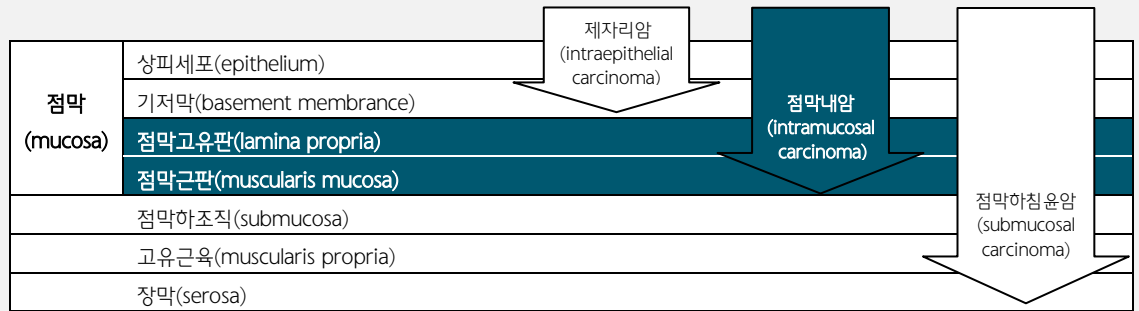 제자리암
(intraepithelial
carcinoma)
점막
(mucosa)
상피세포(epithelium)
기저막(basement membrance)
점막고유판(lamina propria)
점막근판(muscularis mucosa)
점막내암
(intramucosal
carcinoma)
점막하조직(submucosa)
고유근육(muscularis propria)
장막(serosa)
점막하침윤암
(submucosal
carcinoma)